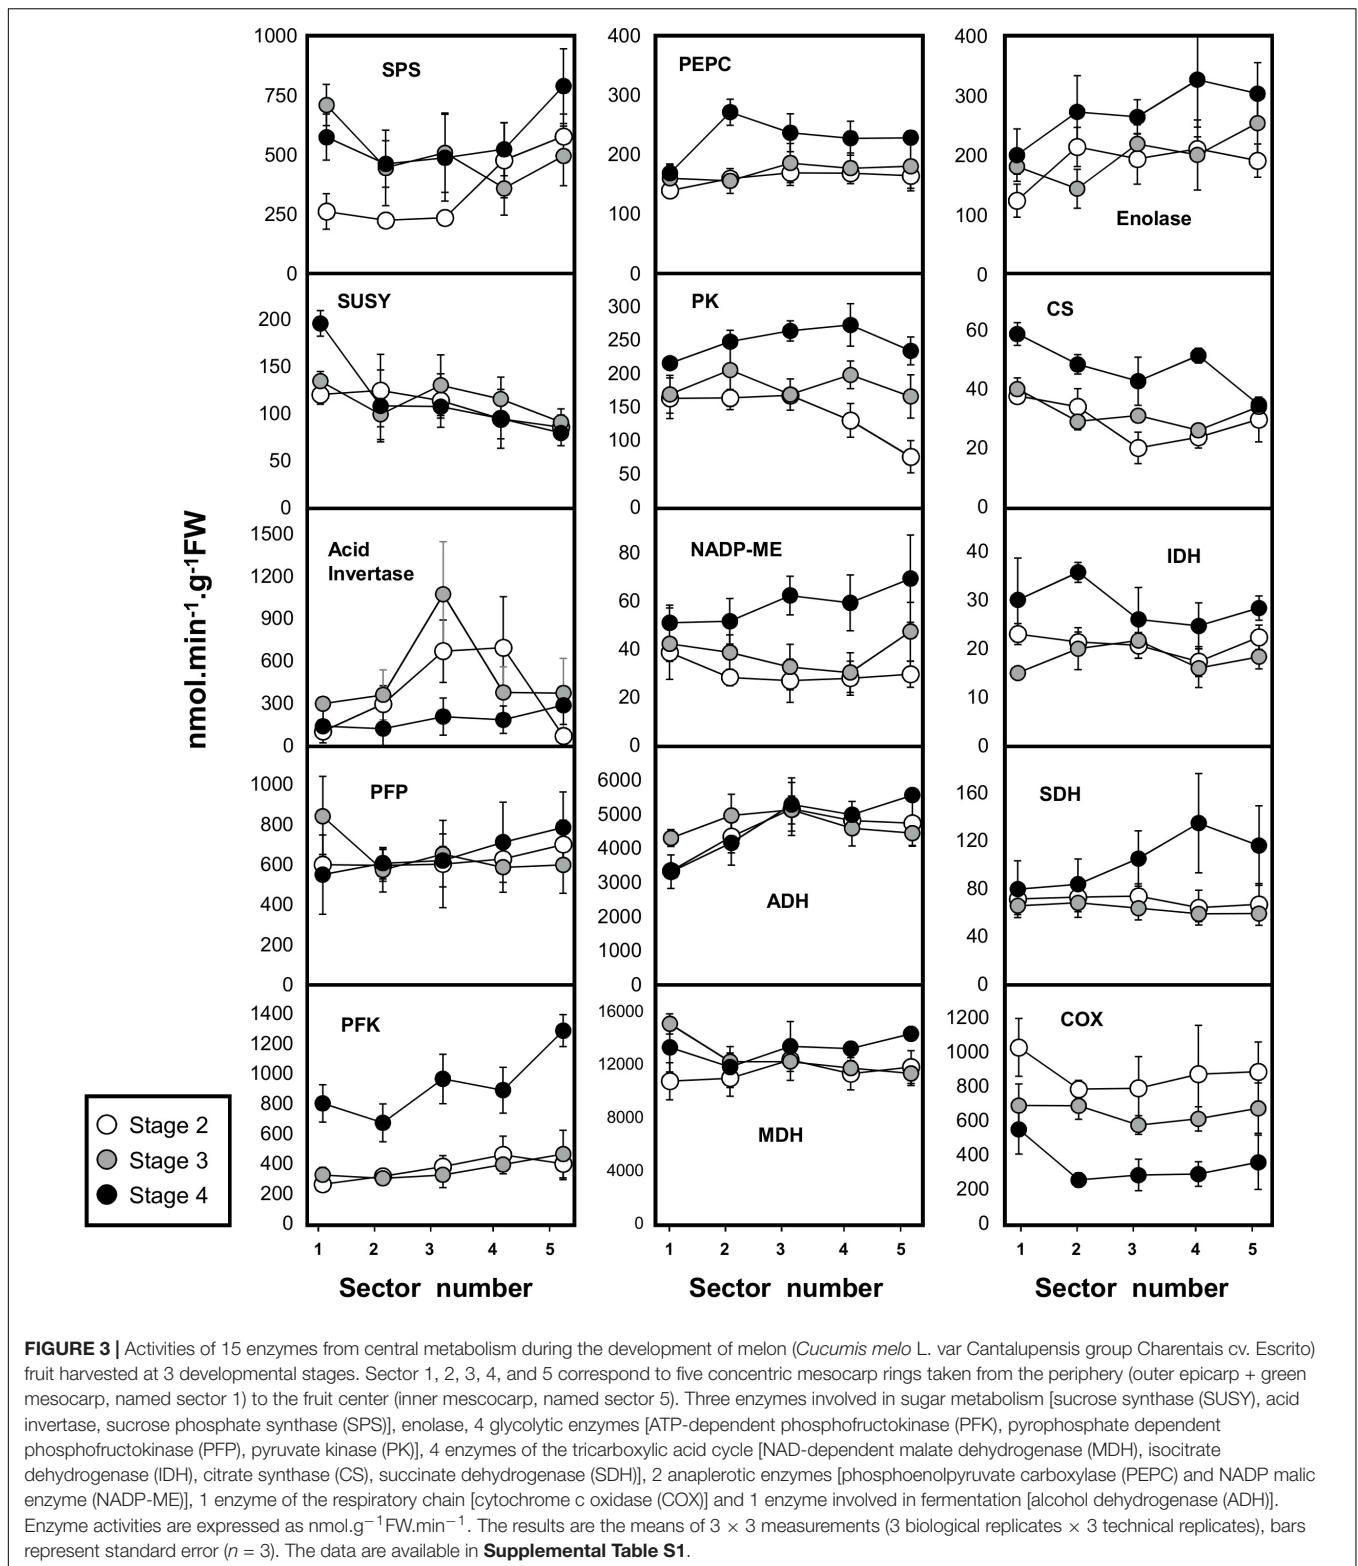 nmol.min-1.g-1FW
1000
750
500
250
0
SPS
400
300
200
100
0
PEPC
400
300
200
100
0
Enolase
200
150
100
50
0
SUSY
300
250
200
150
100
50
0
PK
60
40
20
0
CS
1500
1200
900
600
300
0
Acid
Invertase
80
60
40
20
0
NADP-ME
40
30
20
10
0
IDH
1000
800
600
400
200
0
PFP
6000
5000
4000
3000
2000
1000
0
ADH
160
120
80
40
0
SDH
1400
1200
1000
800
600
400
200
0
PFK
16000
12000
8000
4000
0
MDH
1200
1000
800
600
400
200
0
COX
Stage 2
Stage 3
Stage 4
1 2 3 4 5
1 2 3 4 5
1 2 3 4 5
Sector number
Sector number
Sector number
FIGURE 3 | Activities of 15 enzymes from central metabolism during the development of melon (Cucumis melo L. var Cantalupensis group Charentais cv. Escrito)
fruit harvested at 3 developmental stages. Sector 1, 2, 3, 4, and 5 correspond to five concentric mesocarp rings taken from the periphery (outer epicarp + green
mesocarp, named sector 1) to the fruit center (inner mescocarp, named sector 5). Three enzymes involved in sugar metabolism [sucrose synthase (SUSY), acid
invertase, sucrose phosphate synthase (SPS)], enolase, 4 glycolytic enzymes [ATP-dependent phosphofructokinase (PFK), pyrophosphate dependent
phosphofructokinase (PFP), pyruvate kinase (PK)], 4 enzymes of the tricarboxylic acid cycle [NAD-dependent malate dehydrogenase (MDH), isocitrate
dehydrogenase (IDH), citrate synthase (CS), succinate dehydrogenase (SDH)], 2 anaplerotic enzymes [phosphoenolpyruvate carboxylase (PEPC) and NADP malic
enzyme (NADP-ME)], 1 enzyme of the respiratory chain [cytochrome c oxidase (COX)] and 1 enzyme involved in fermentation [alcohol dehydrogenase (ADH)].
Enzyme activities are expressed as nmol.g−1FW.min−1. The results are the means of 3 × 3 measurements (3 biological replicates × 3 technical replicates), bars
represent standard error (n = 3). The data are available in Supplemental Table S1.